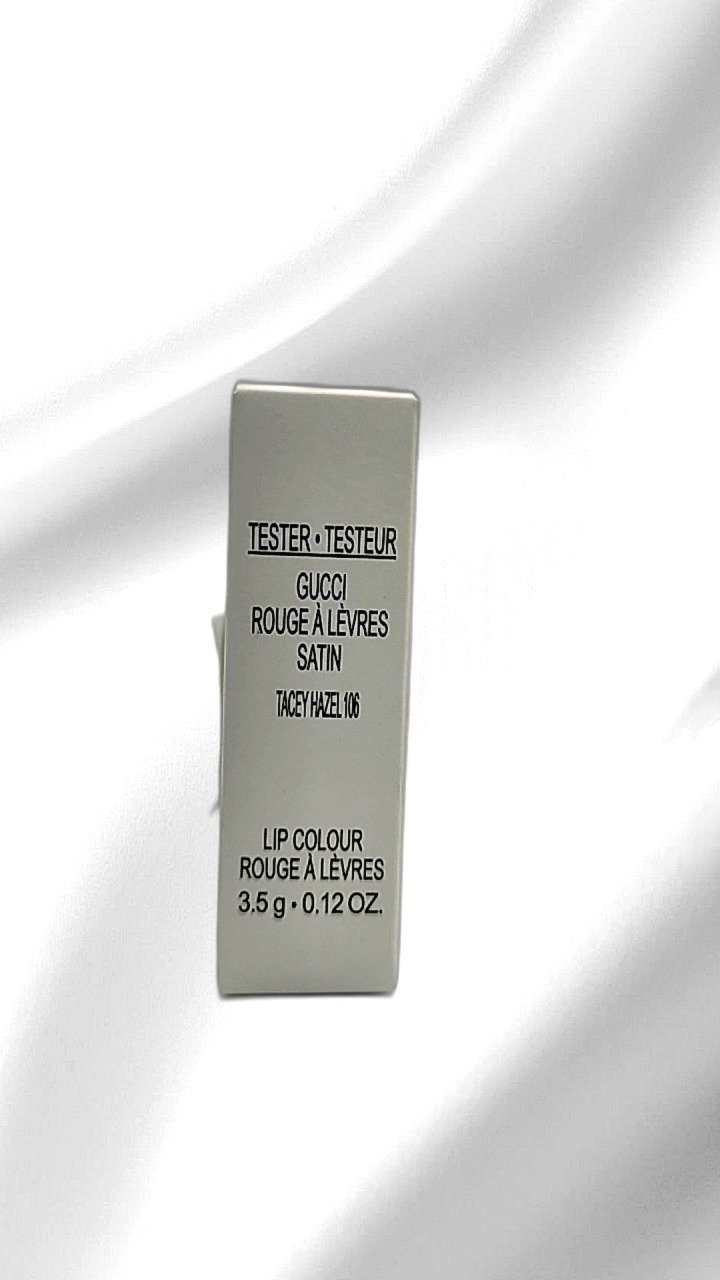 TESTER • TESTEUR
GUCCI
ROUGE À LÈVRES
SATIN
TACEY HAZEL 106
LIP COLOUR
ROUGE À LÈVRES
3.5 g • 0.12 OZ.